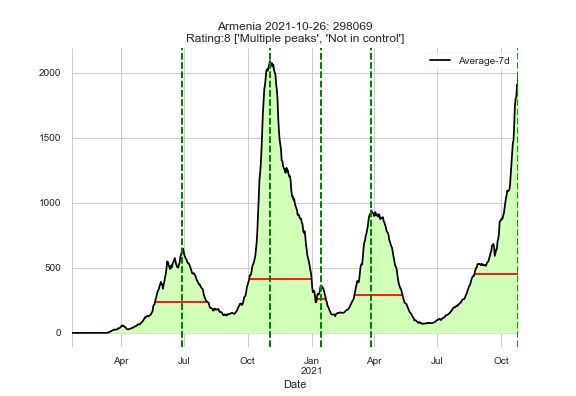 Armenia 2021-10-26: 298069
Rating:8 ['Multiple peaks', 'Not in control']
Average-7d
2000
1500
1000
500
0
Apr Jul Oct Jan Apr Jul Oct
2021
Date